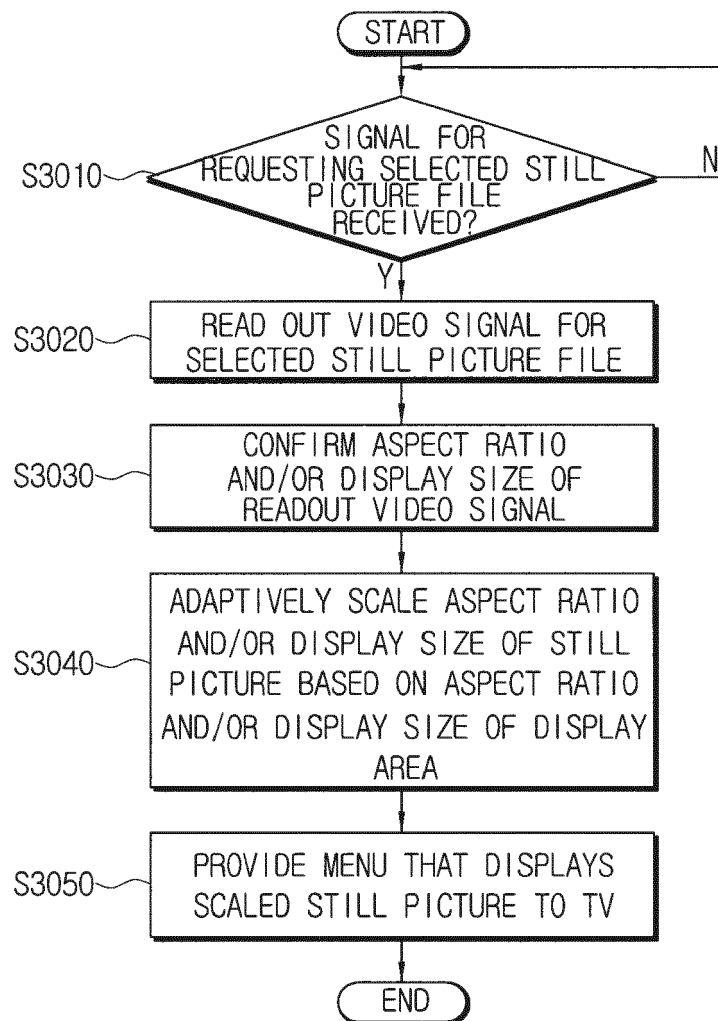 START
SIGNAL FOR
REQUESTING SELECTED STILL
PICTURE FILE
RECEIVED?
S3010
N
Y
S3020
READ OUT VIDEO SIGNAL FOR
SELECTED STILL PICTURE FILE
S3030
CONFIRM ASPECT RATIO
AND/OR DISPLAY SIZE OF
READOUT VIDEO SIGNAL
S3040
ADAPTIVELY SCALE ASPECT RATIO
AND/OR DISPLAY SIZE OF STILL
PICTURE BASED ON ASPECT RATIO
AND/OR DISPLAY SIZE OF DISPLAY
AREA
S3050
PROVIDE MENU THAT DISPLAYS
SCALED STILL PICTURE TO TV
END